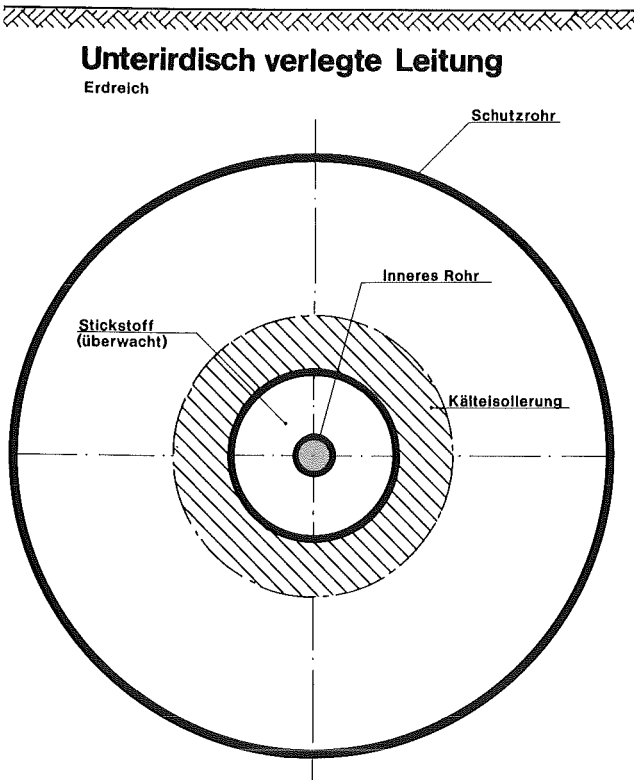 Unterirdisch verlegte Leitung
Erdreich
Schutzrohr
Inneres Rohr
Stickstoff
(überwacht)
Kälteisolierung